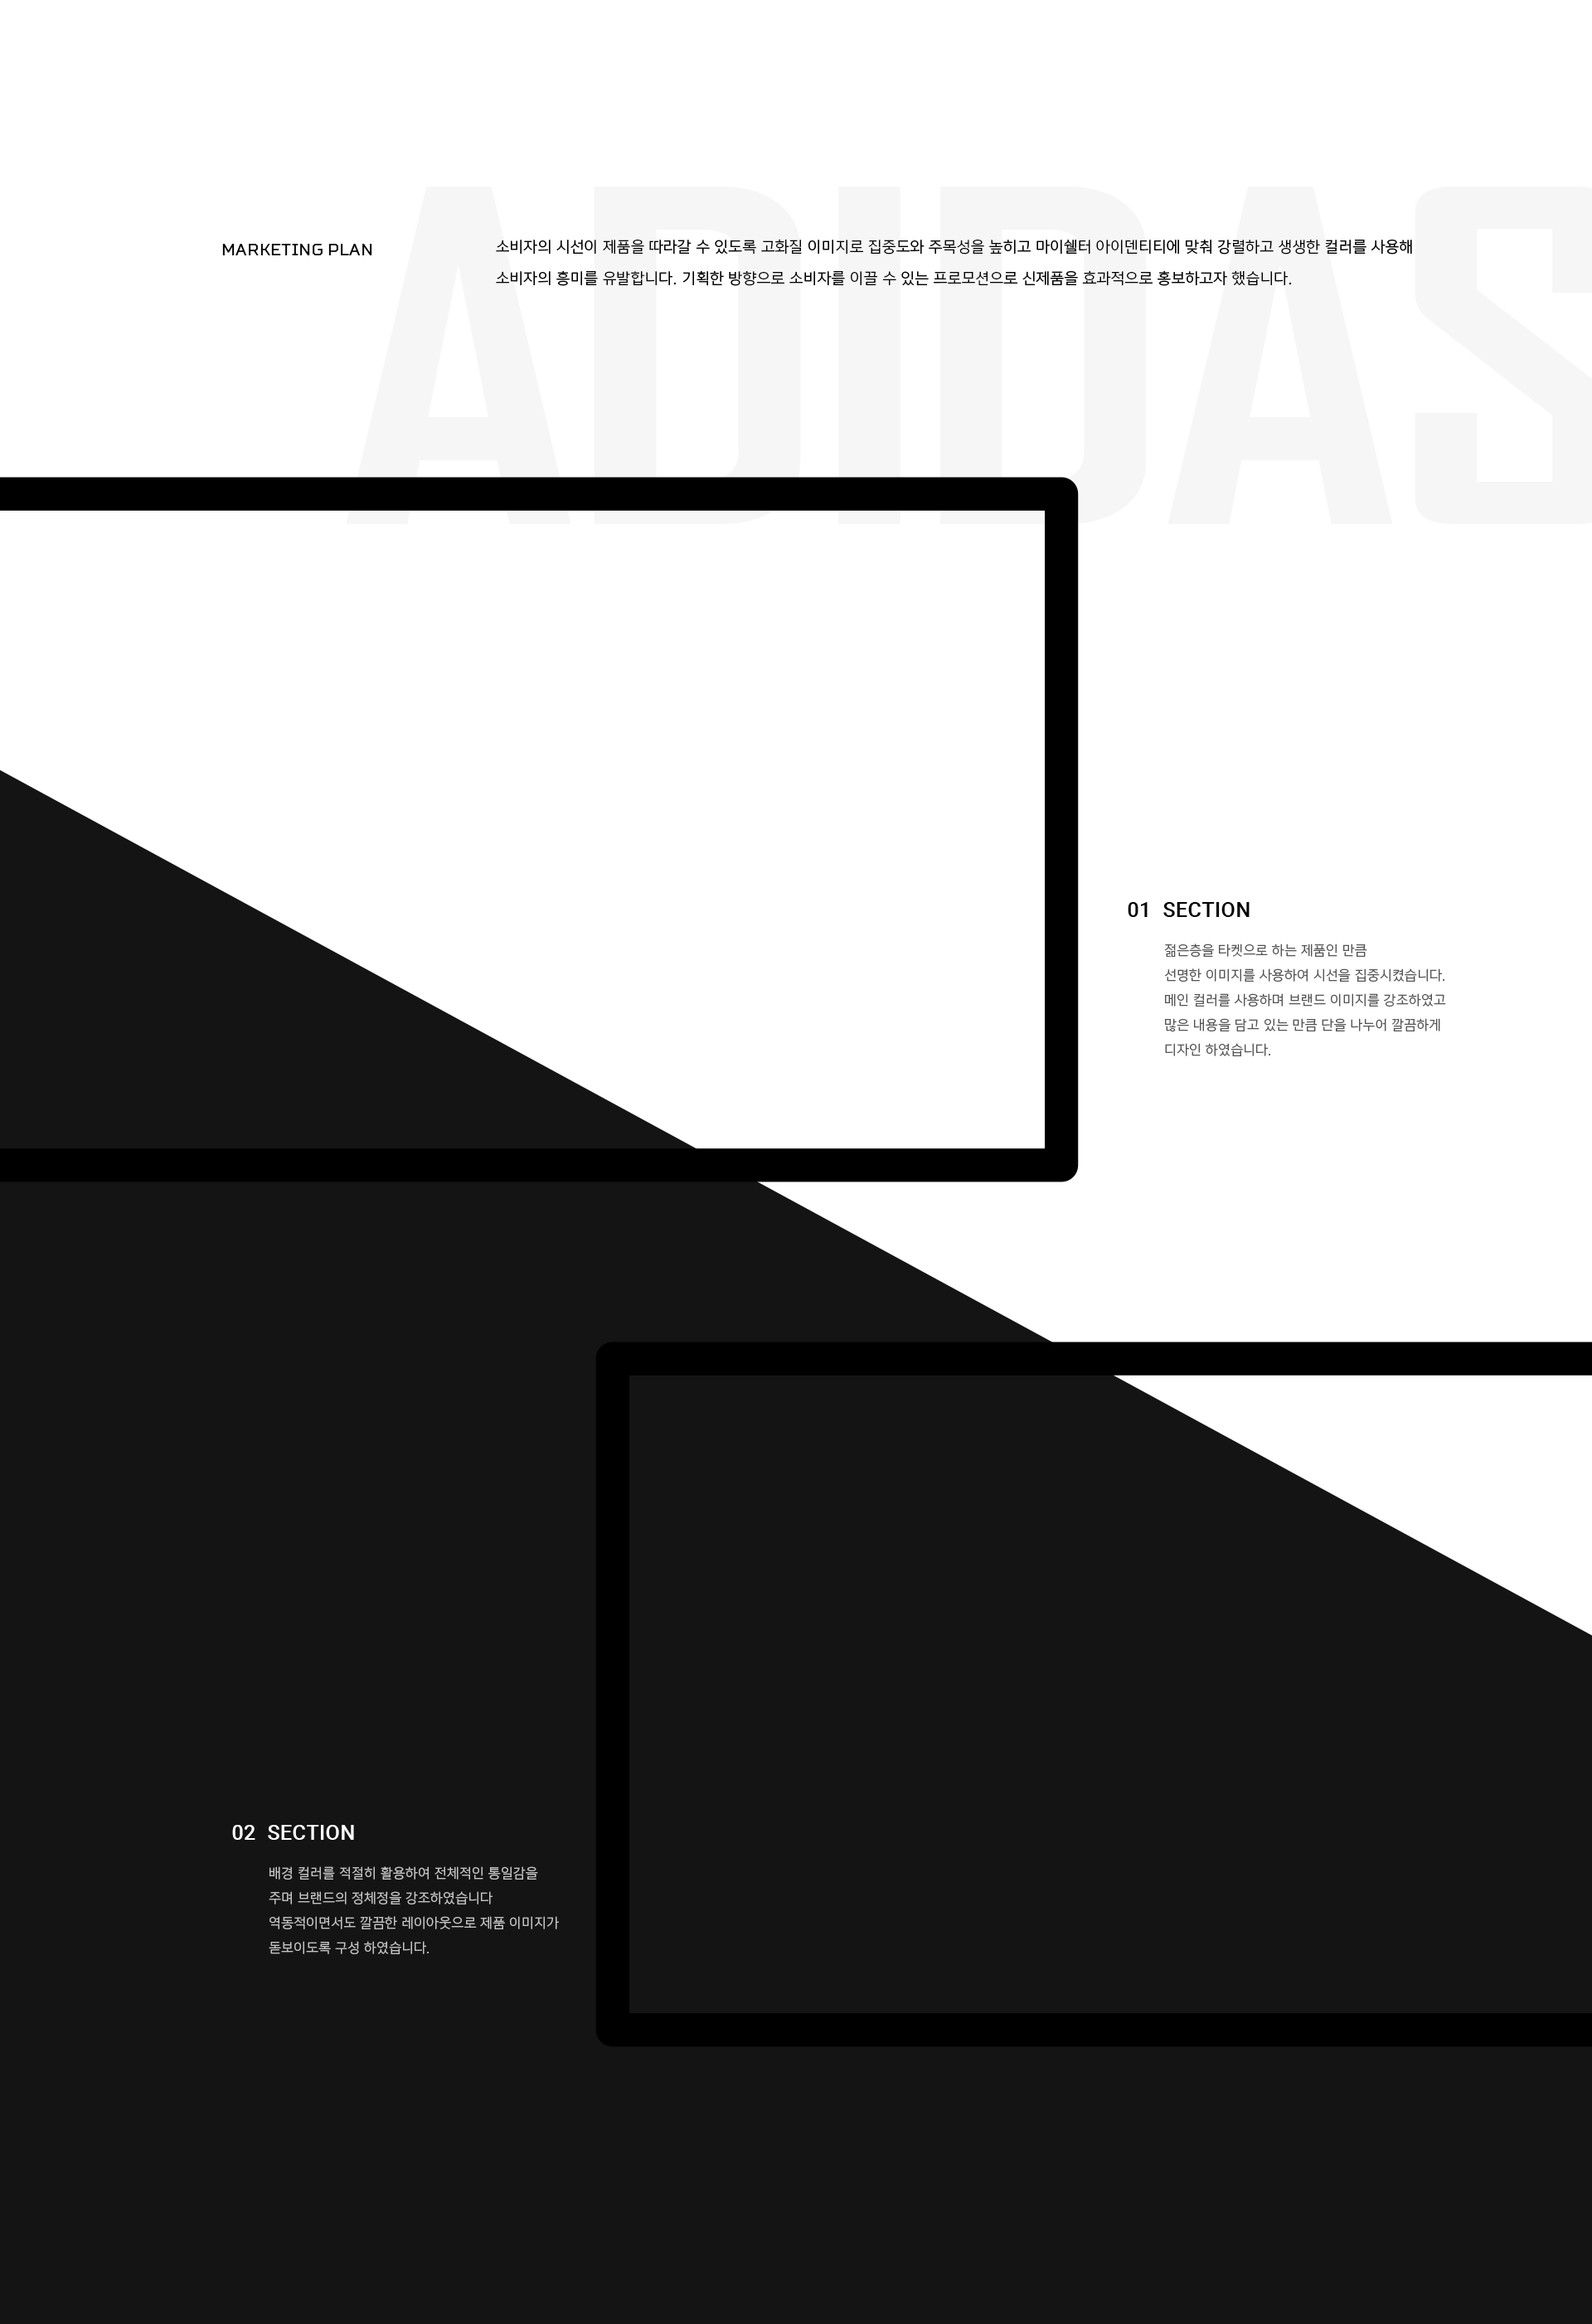 ADIDAS
MARKETING PLAN
소비자의 시선이 제품을 따라갈 수 있도록 고화질 이미지로 집중도와 주목성을 높히고 마이쉘터 아이덴티티에 맞춰 강렬하고 생생한 컬러를 사용해
소비자의 흥미를 유발합니다. 기획한 방향으로 소비자를 이끌 수 있는 프로모션으로 신제품을 효과적으로 홍보하고자 했습니다.
01 SECTION
젊은층을 타켓으로 하는 제품인 만큼
선명한 이미지를 사용하여 시선을 집중시켰습니다.
메인 컬러를 사용하며 브랜드 이미지를 강조하였고
많은 내용을 담고 있는 만큼 단을 나누어 깔끔하게
디자인 하였습니다.
02 SECTION
배경 컬러를 적절히 활용하여 전체적인 통일감을
주며 브랜드의 정체정을 강조하였습니다
역동적이면서도 깔끔한 레이아웃으로 제품 이미지가
돋보이도록 구성 하였습니다.